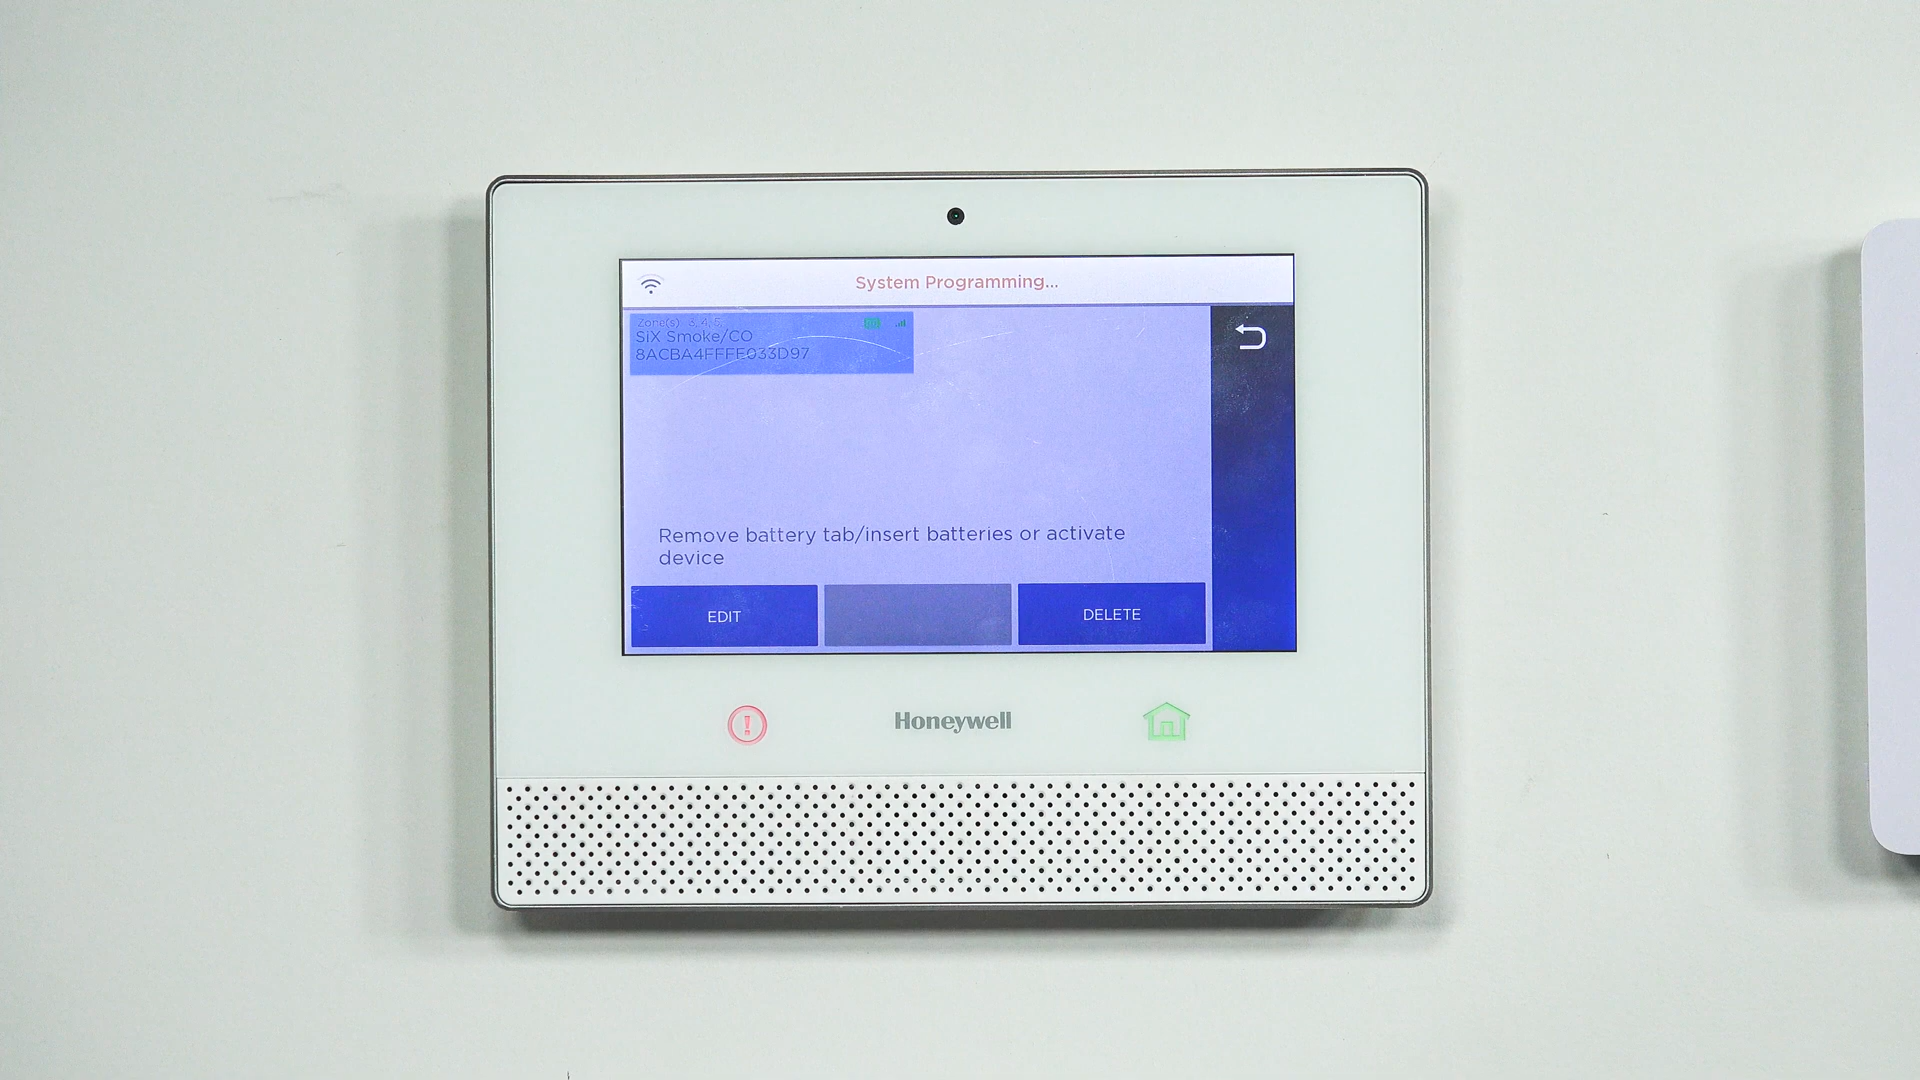 System Programming...
Zone(s) 3, 4, 5,
SiX Smoke/CO
8ACBA4FFFE033D97
Remove battery tab/insert batteries or activate
device
EDIT
DELETE
Honeywell